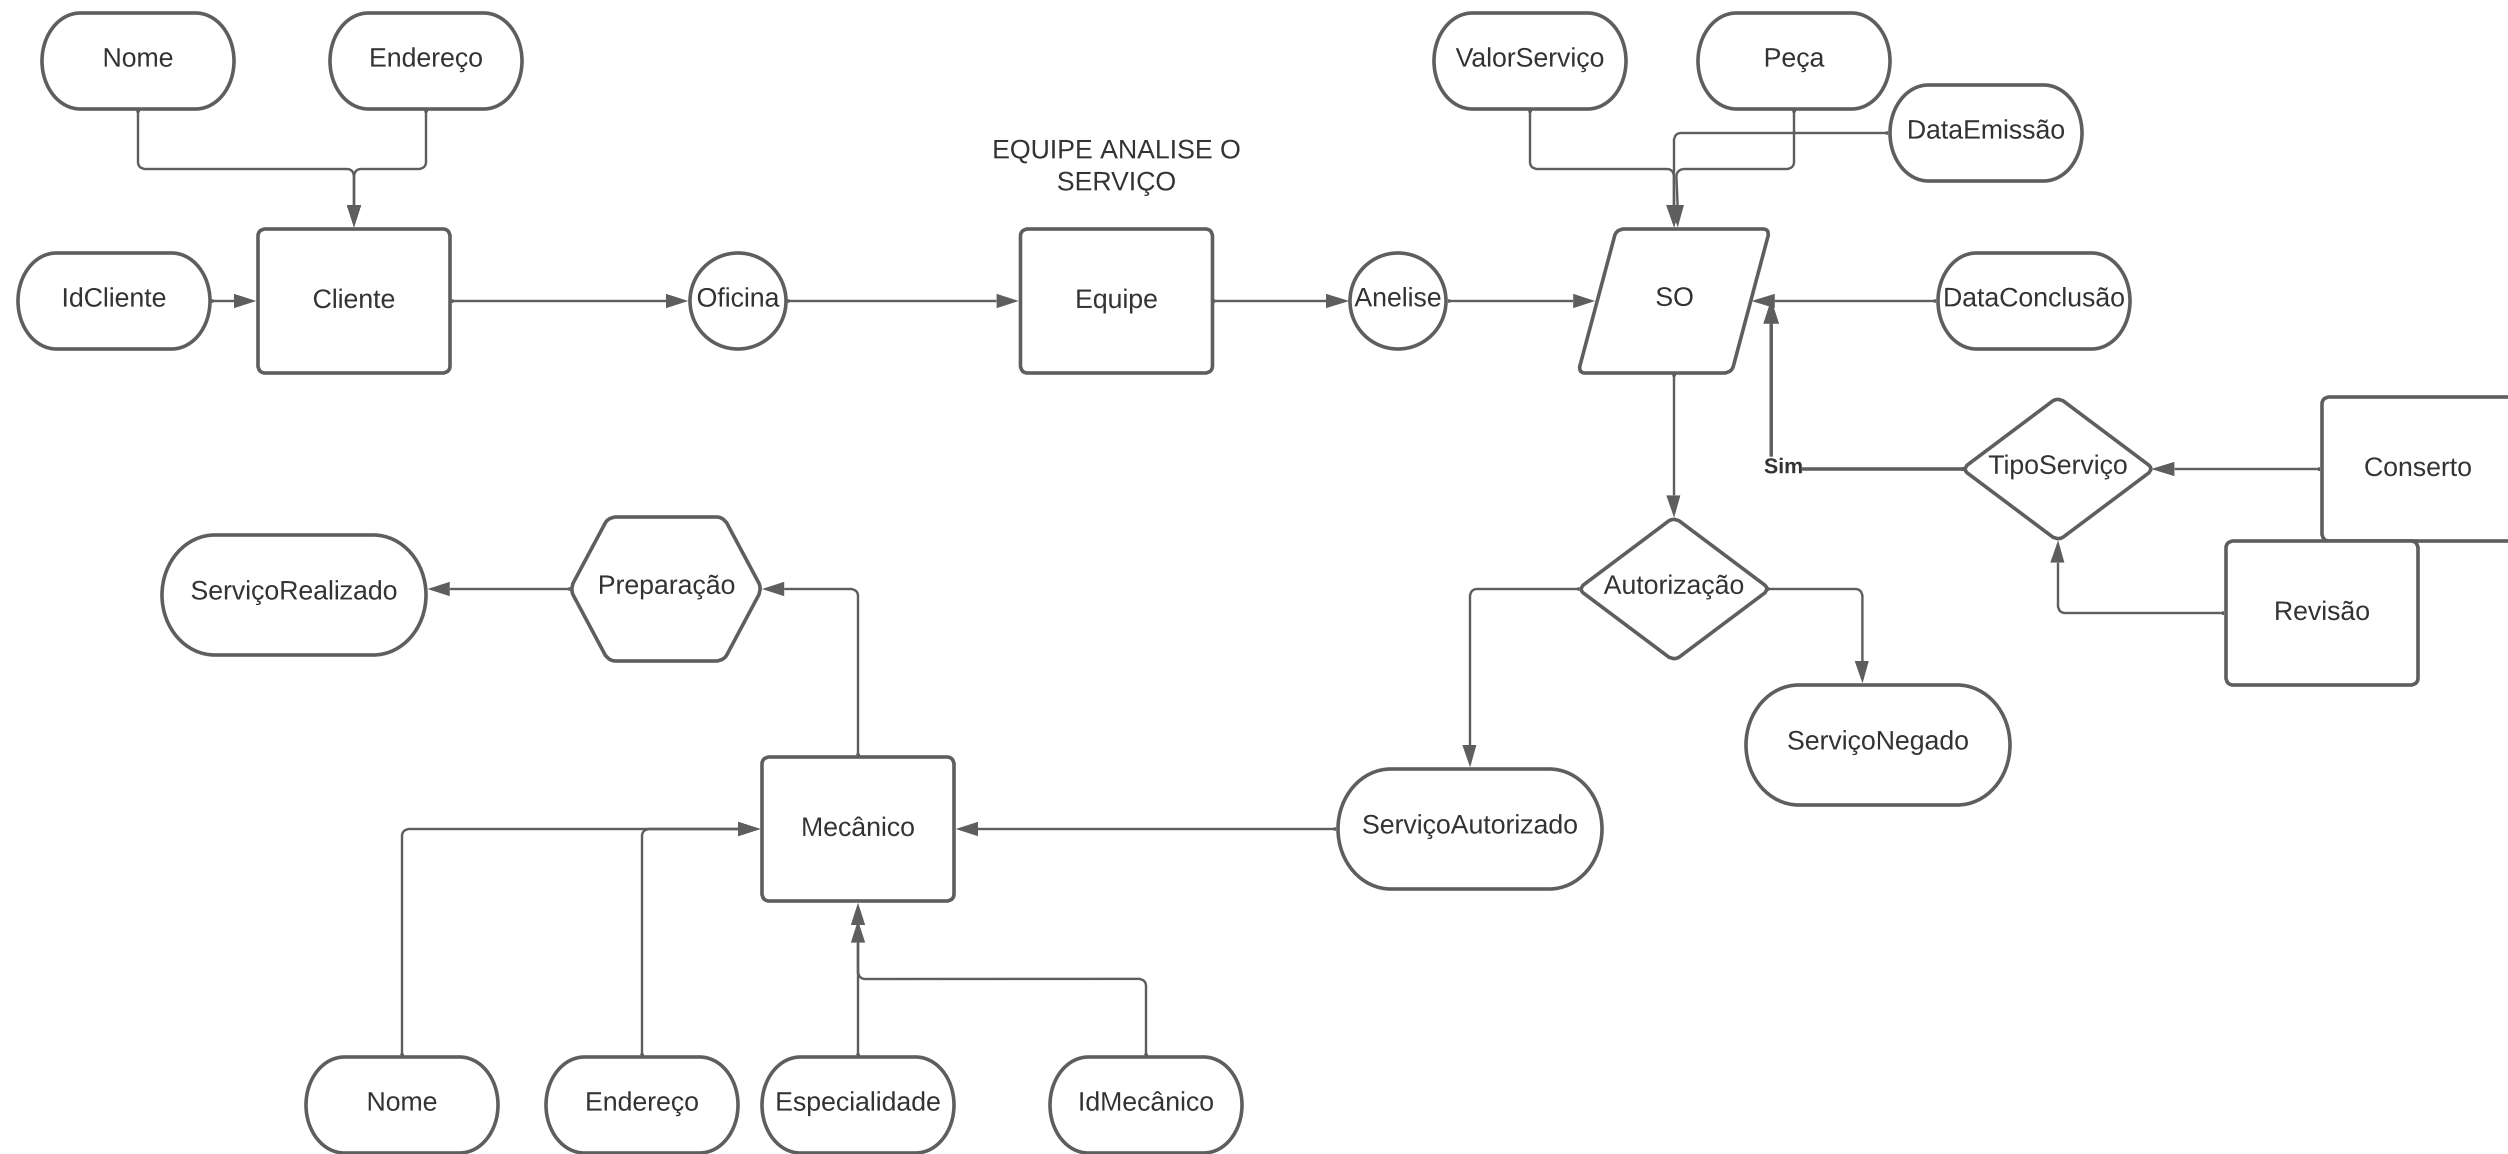 Nome
Endereço
ValorServiço
Peça
DataEmissão
EQUIPE ANALISE O
SERVIÇO
IdCliente
Cliente
Oficina
Equipe
Anelise
SO
DataConclusão
Sim
TipoServiço
Conserto
ServiçoRealizado
Preparação
Autorização
Revisão
ServiçoNegado
Mecânico
ServiçoAutorizado
Nome
Endereço
Especialidade
IdMecânico